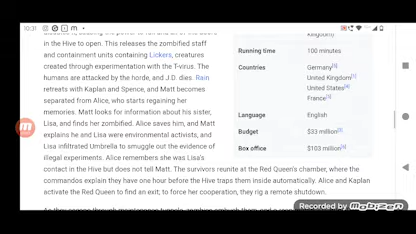 10:31
in the Hive to open. This releases the zombified staff
and containment units containing Lickers, creatures
created through experimentation with the T-virus. The
humans are attacked by the horde, and J.D. dies. Rain
retreats with Kaplan and Spence, and Matt becomes
separated from Alice, who starts regaining her
memories. Matt looks for information about his sister,
Lisa, and finds her zombified. Alice saves him, and Matt
explains he and Lisa were environmental activists, and
Lisa infiltrated Umbrella to smuggle out the evidence of
illegal experiments. Alice remembers she was Lisa's
contact in the Hive but does not tell Matt. The survivors reunite at the Red Queen's chamber, where the
commandos explain they have one hour before the Hive traps them inside automatically. Alice and Kaplan
activate the Red Queen to find an exit; to force her cooperation, they rig a remote shutdown.
Kingdom)
Running time 100 minutes
Countries Germany[3]
United Kingdom[3]
United States[4]
France[5]
Language English
Budget $33 million[2]
Box office $103 million[6]
Recorded by Mobizen